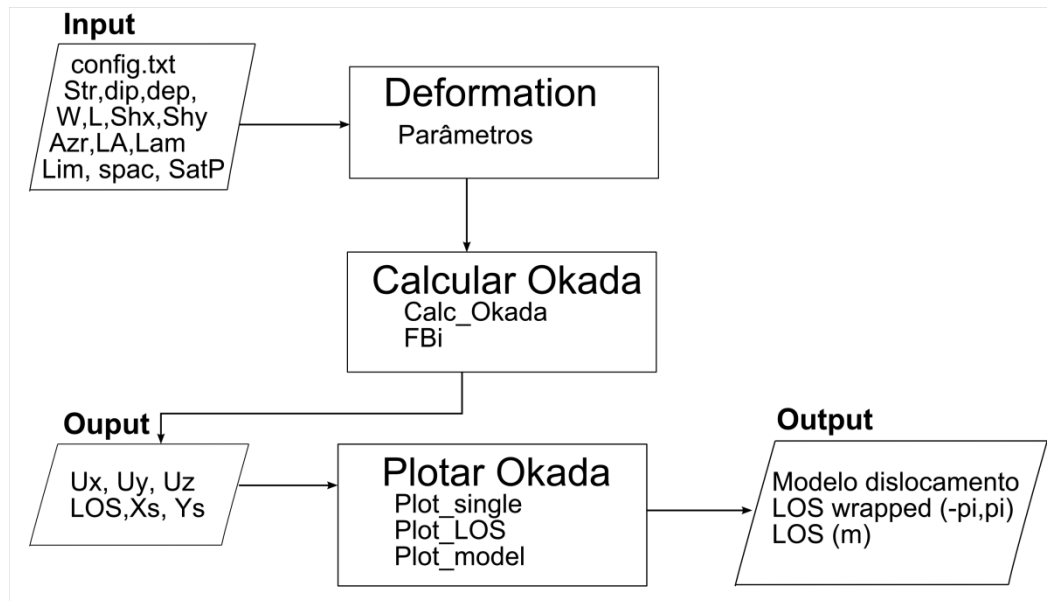 Input
config.txt
Str,dip,dep,
W,L,Shx,Shy
Azr,LA,Lam
Lim, spac, SatP
Deformation
Parâmetros
Calcular Okada
Calc_Okada
FBi
Ouput
Ux, Uy, Uz
LOS,Xs, Ys
Plotar Okada
Plot_single
Plot_LOS
Plot_model
Output
Modelo dislocamento
LOS wrapped (-pi,pi)
LOS (m)